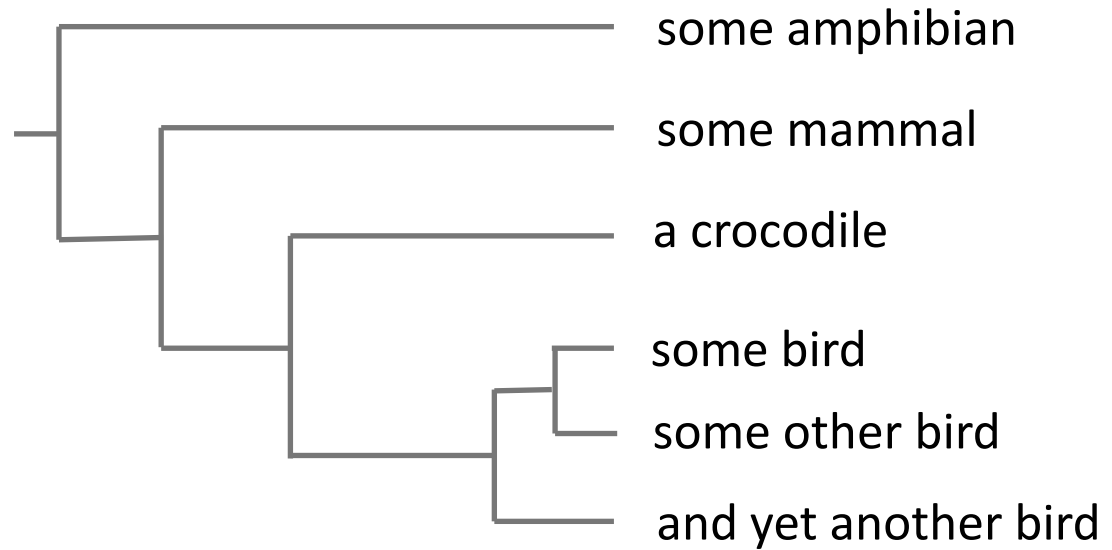 some amphibian
some mammal
a crocodile
some bird
some other bird
and yet another bird